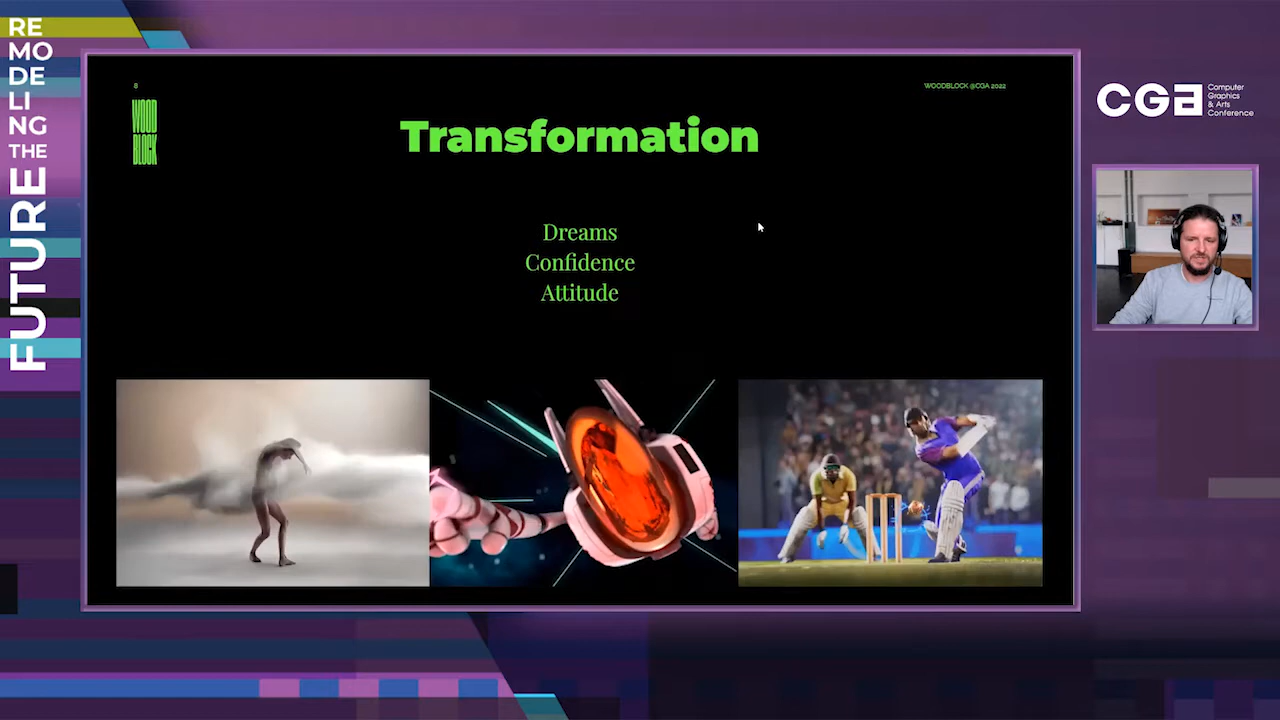 RE
MO
DE
LI
NG
THE
FUTURE
8
WOOD
BLOCK
WOODBLOCK @CGA 2022
Transformation
Dreams
Confidence
Attitude
CGA
Computer
Graphics
& Arts
Conference